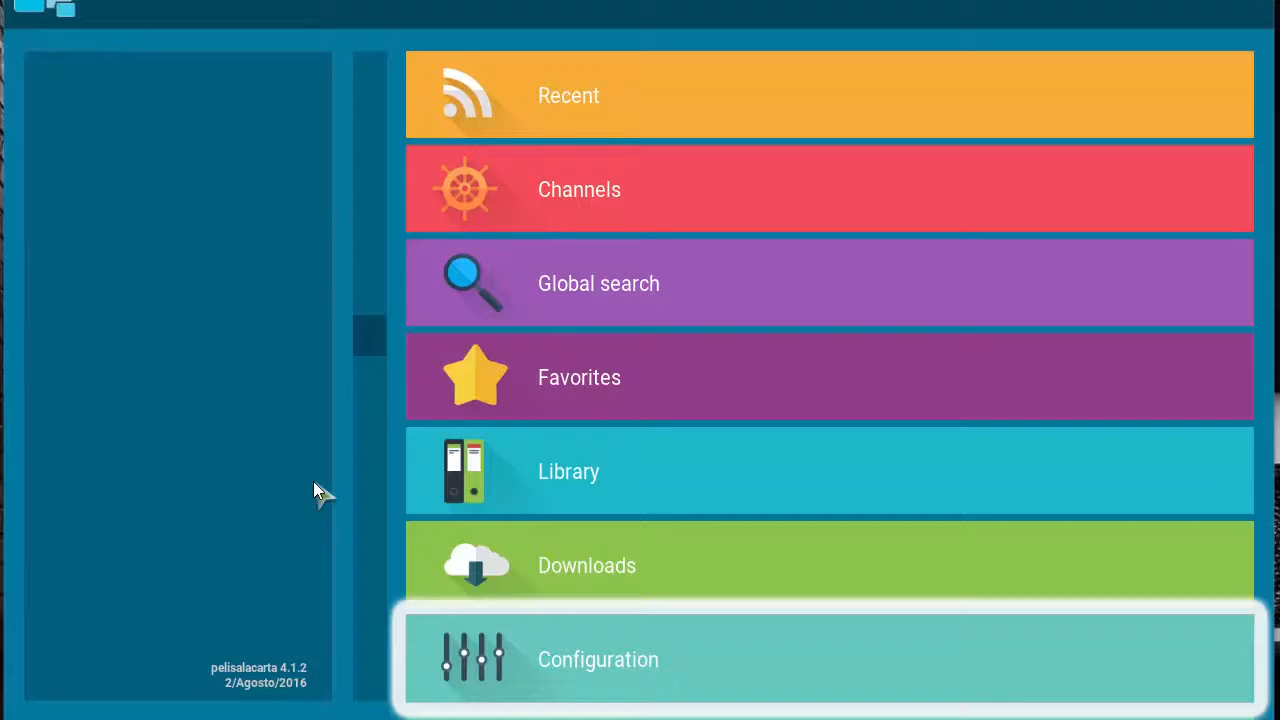 Recent
Channels
Global search
Favorites
Library
Downloads
Configuration
pelisalacarta 4.1.2
2/Agosto/2016